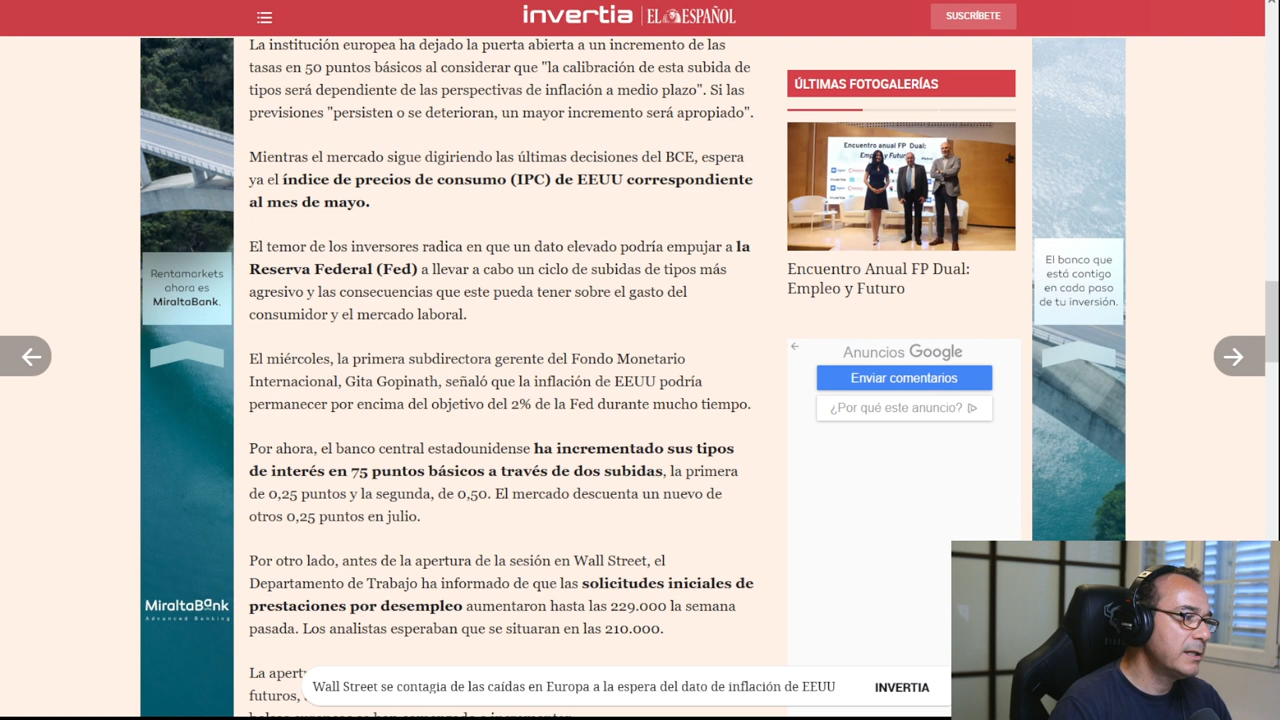 invertia | EL ESPAÑOL
SUSCRÍBETE
La institución europea ha dejado la puerta abierta a un incremento de las
tasas en 50 puntos básicos al considerar que "la calibración de esta subida de
tipos será dependiente de las perspectivas de inflación a medio plazo". Si las
previsiones "persisten o se deterioran, un mayor incremento será apropiado".
Mientras el mercado sigue digiriendo las últimas decisiones del BCE, espera
ya el índice de precios de consumo (IPC) de EEUU correspondiente
al mes de mayo.
El temor de los inversores radica en que un dato elevado podría empujar a la
Reserva Federal (Fed) a llevar a cabo un ciclo de subidas de tipos más
agresivo y las consecuencias que este pueda tener sobre el gasto del
consumidor y el mercado laboral.
El miércoles, la primera subdirectora gerente del Fondo Monetario
Internacional, Gita Gopinath, señaló que la inflación de EEUU podría
permanecer por encima del objetivo del 2% de la Fed durante mucho tiempo.
Por ahora, el banco central estadounidense ha incrementado sus tipos
de interés en 75 puntos básicos a través de dos subidas, la primera
de 0,25 puntos y la segunda, de 0,50. El mercado descuenta un nuevo de
otros 0,25 puntos en julio.
Por otro lado, antes de la apertura de la sesión en Wall Street, el
Departamento de Trabajo ha informado de que las solicitudes iniciales de
prestaciones por desempleo aumentaron hasta las 229.000 la semana
pasada. Los analistas esperaban que se situaran en las 210.000.
La apert
futuros,
Wall Street se contagia de las caídas en Europa a la espera del dato de inflación de EEUU
INVERTIA
Rentamarkets
ahora es
MiraltaBank.
MiraltaBank
Advanced Banking
ÚLTIMAS FOTOGALERÍAS
Encuentro anual FP Dual:
Empleo y Futuro
Encuentro Anual FP Dual:
Empleo y Futuro
Anuncios Google
Enviar comentarios
¿Por qué este anuncio?
El banco que
está contigo
en cada paso
de tu inversión.